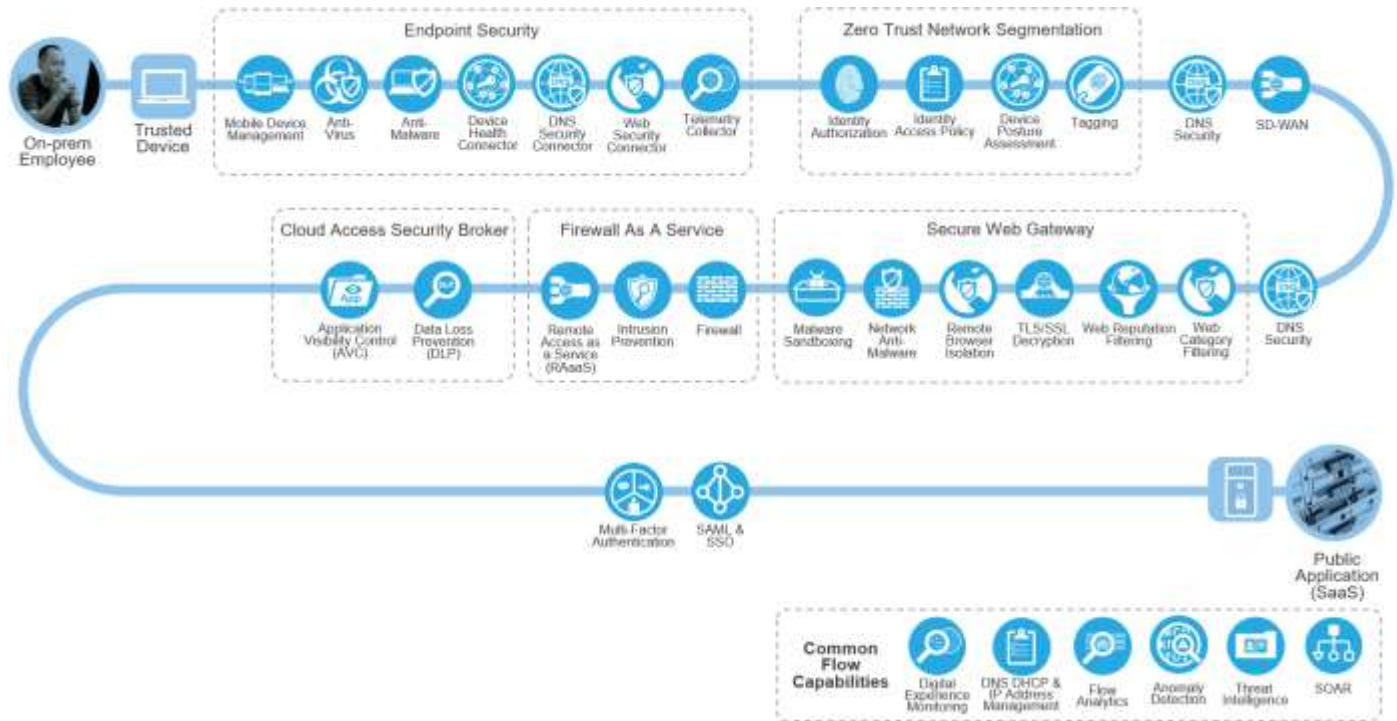 Endpoint Security
Zero Trust Network Segmentation
On-prem
Employee
Trusted
Device
Mobile Device
Management
Anti-
Virus
Anti-
Malware
Device
Health
Connector
DNS
Security
Connector
Web
Security
Connector
Telemetry
Collector
Identity
Authorization
Identity
Access Policy
Device
Posture
Assessment
Tagging
DNS
Security
SD-WAN
Cloud Access Security Broker
Firewall As A Service
Secure Web Gateway
App
Application
Visibility Control
(AVC)
DLP
Data Loss
Prevention
(DLP)
Remote
Access as
a Service
(RAaaS)
Intrusion
Prevention
Firewall
Malware
Sandboxing
Network
Anti-
Malware
Remote
Browser
Isolation
TLS/SSL
Decryption
Web Reputation
Filtering
Web
Category
Filtering
DNS
Security
Multi-Factor
Authentication
SAML &
SSO
Public
Application
(SaaS)
Common
Flow
Capabilities
Digital
Experience
Monitoring
DNS DHCP &
IP Address
Management
Flow
Analytics
Anomaly
Detection
Threat
Intelligence
SOAR